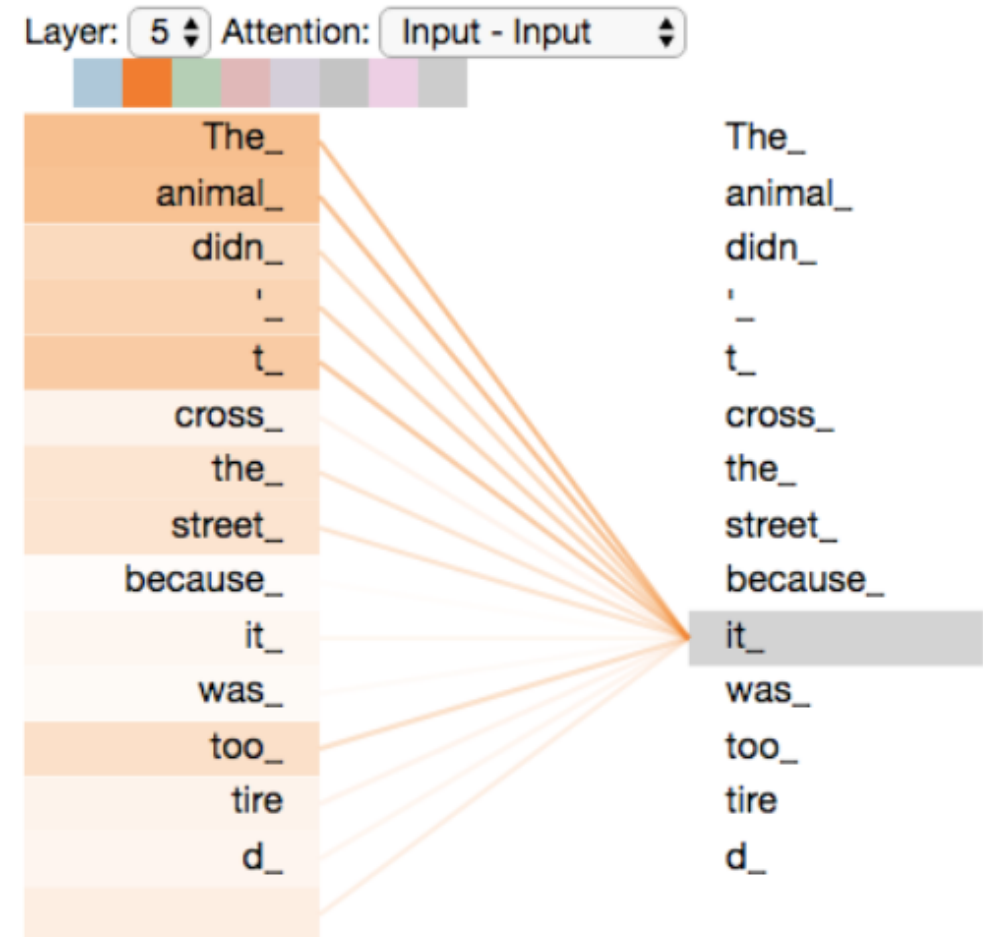 Layer: 5 Attention: Input - Input
The_ The_
animal_ animal_
didn_ didn_
'_ '_
t_ t_
cross_ cross_
the_ the_
street_ street_
because_ because_
it_ it_
was_ was_
too_ too_
tire tire
d_ d_